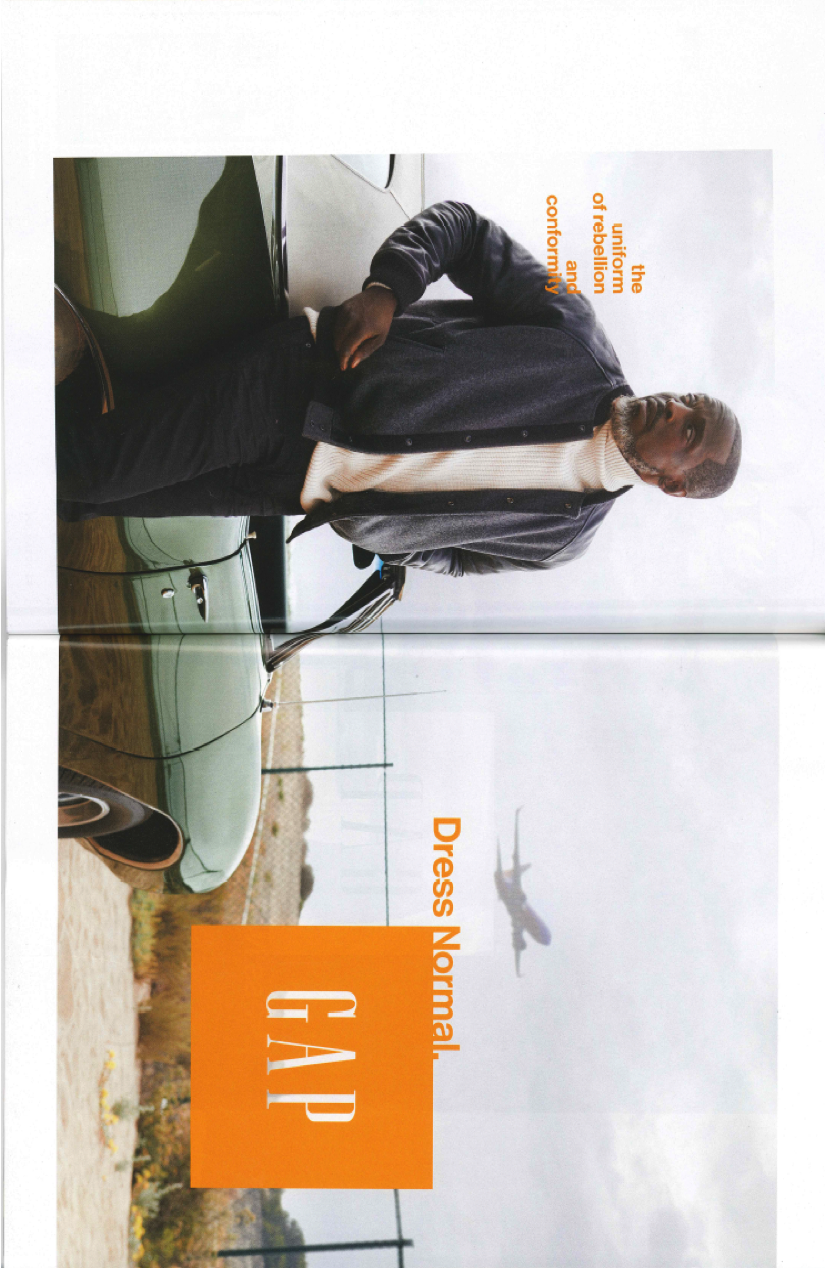 the
uniform
of rebellion
and
conformity
Dress Normal.
GAP